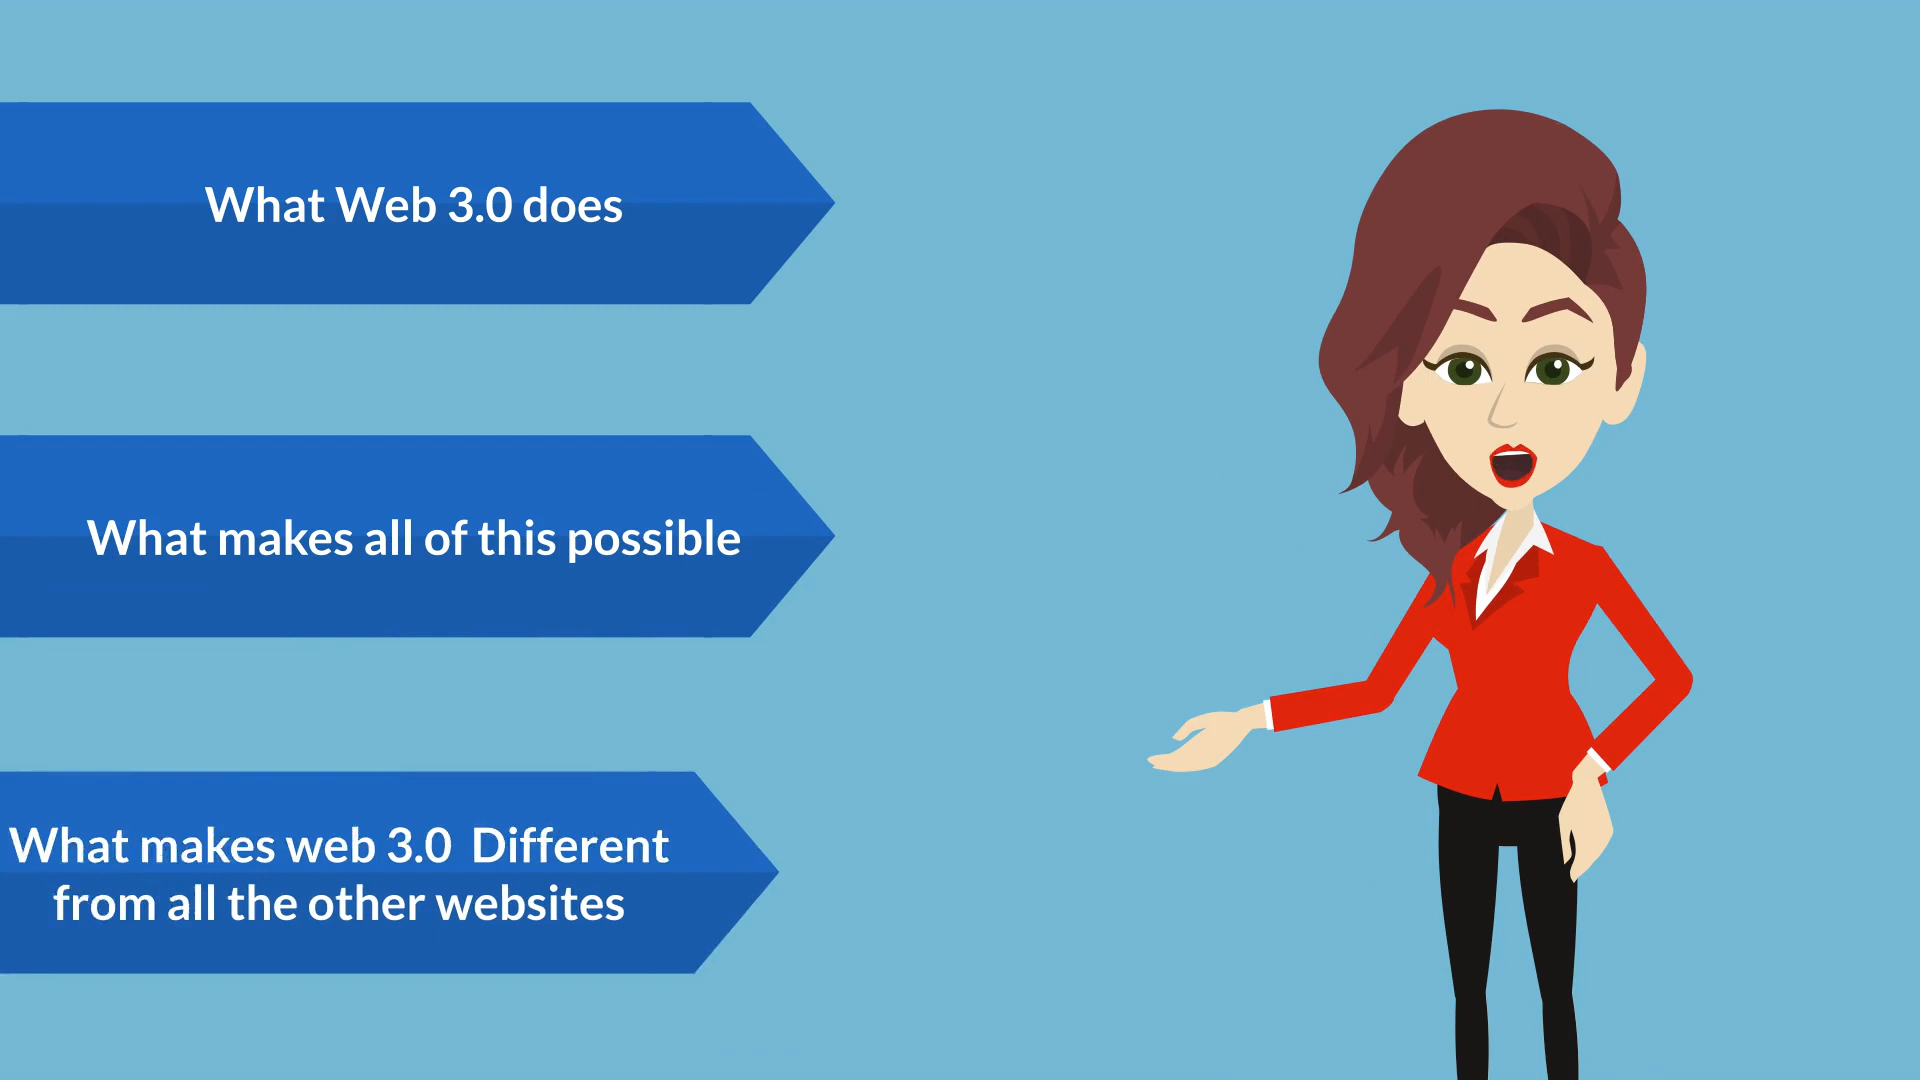 What Web 3.0 does
What makes all of this possible
What makes web 3.0  Different
from all the other websites